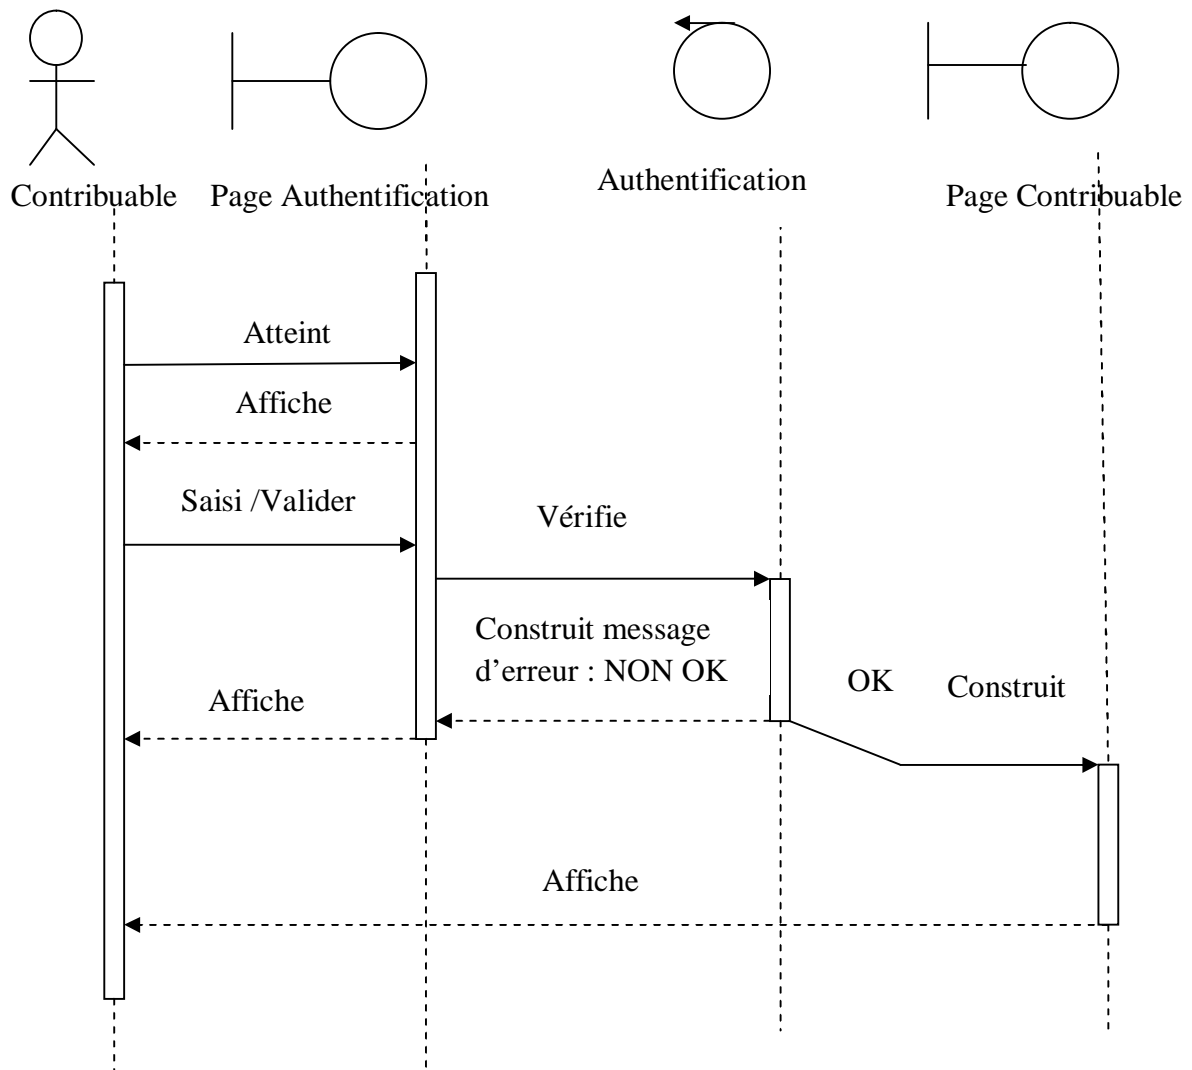 Contribuable
Page Authentification
Authentification
Page Contribuable
Atteint
Affiche
Saisi /Valider
Vérifie
Construit message
d’erreur : NON OK
OK
Construit
Affiche
Affiche